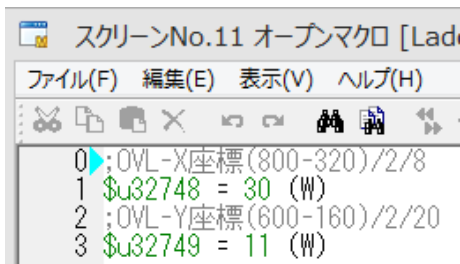 スクリーンNo.11 オープンマクロ [Lade
ファイル(F) 編集(E) 表示(V) ヘルプ(H)
0 ;OVL-X座標(800-320)/2/8
1 $u32748 = 30 (W)
2 ;OVL-Y座標(600-160)/2/20
3 $u32749 = 11 (W)